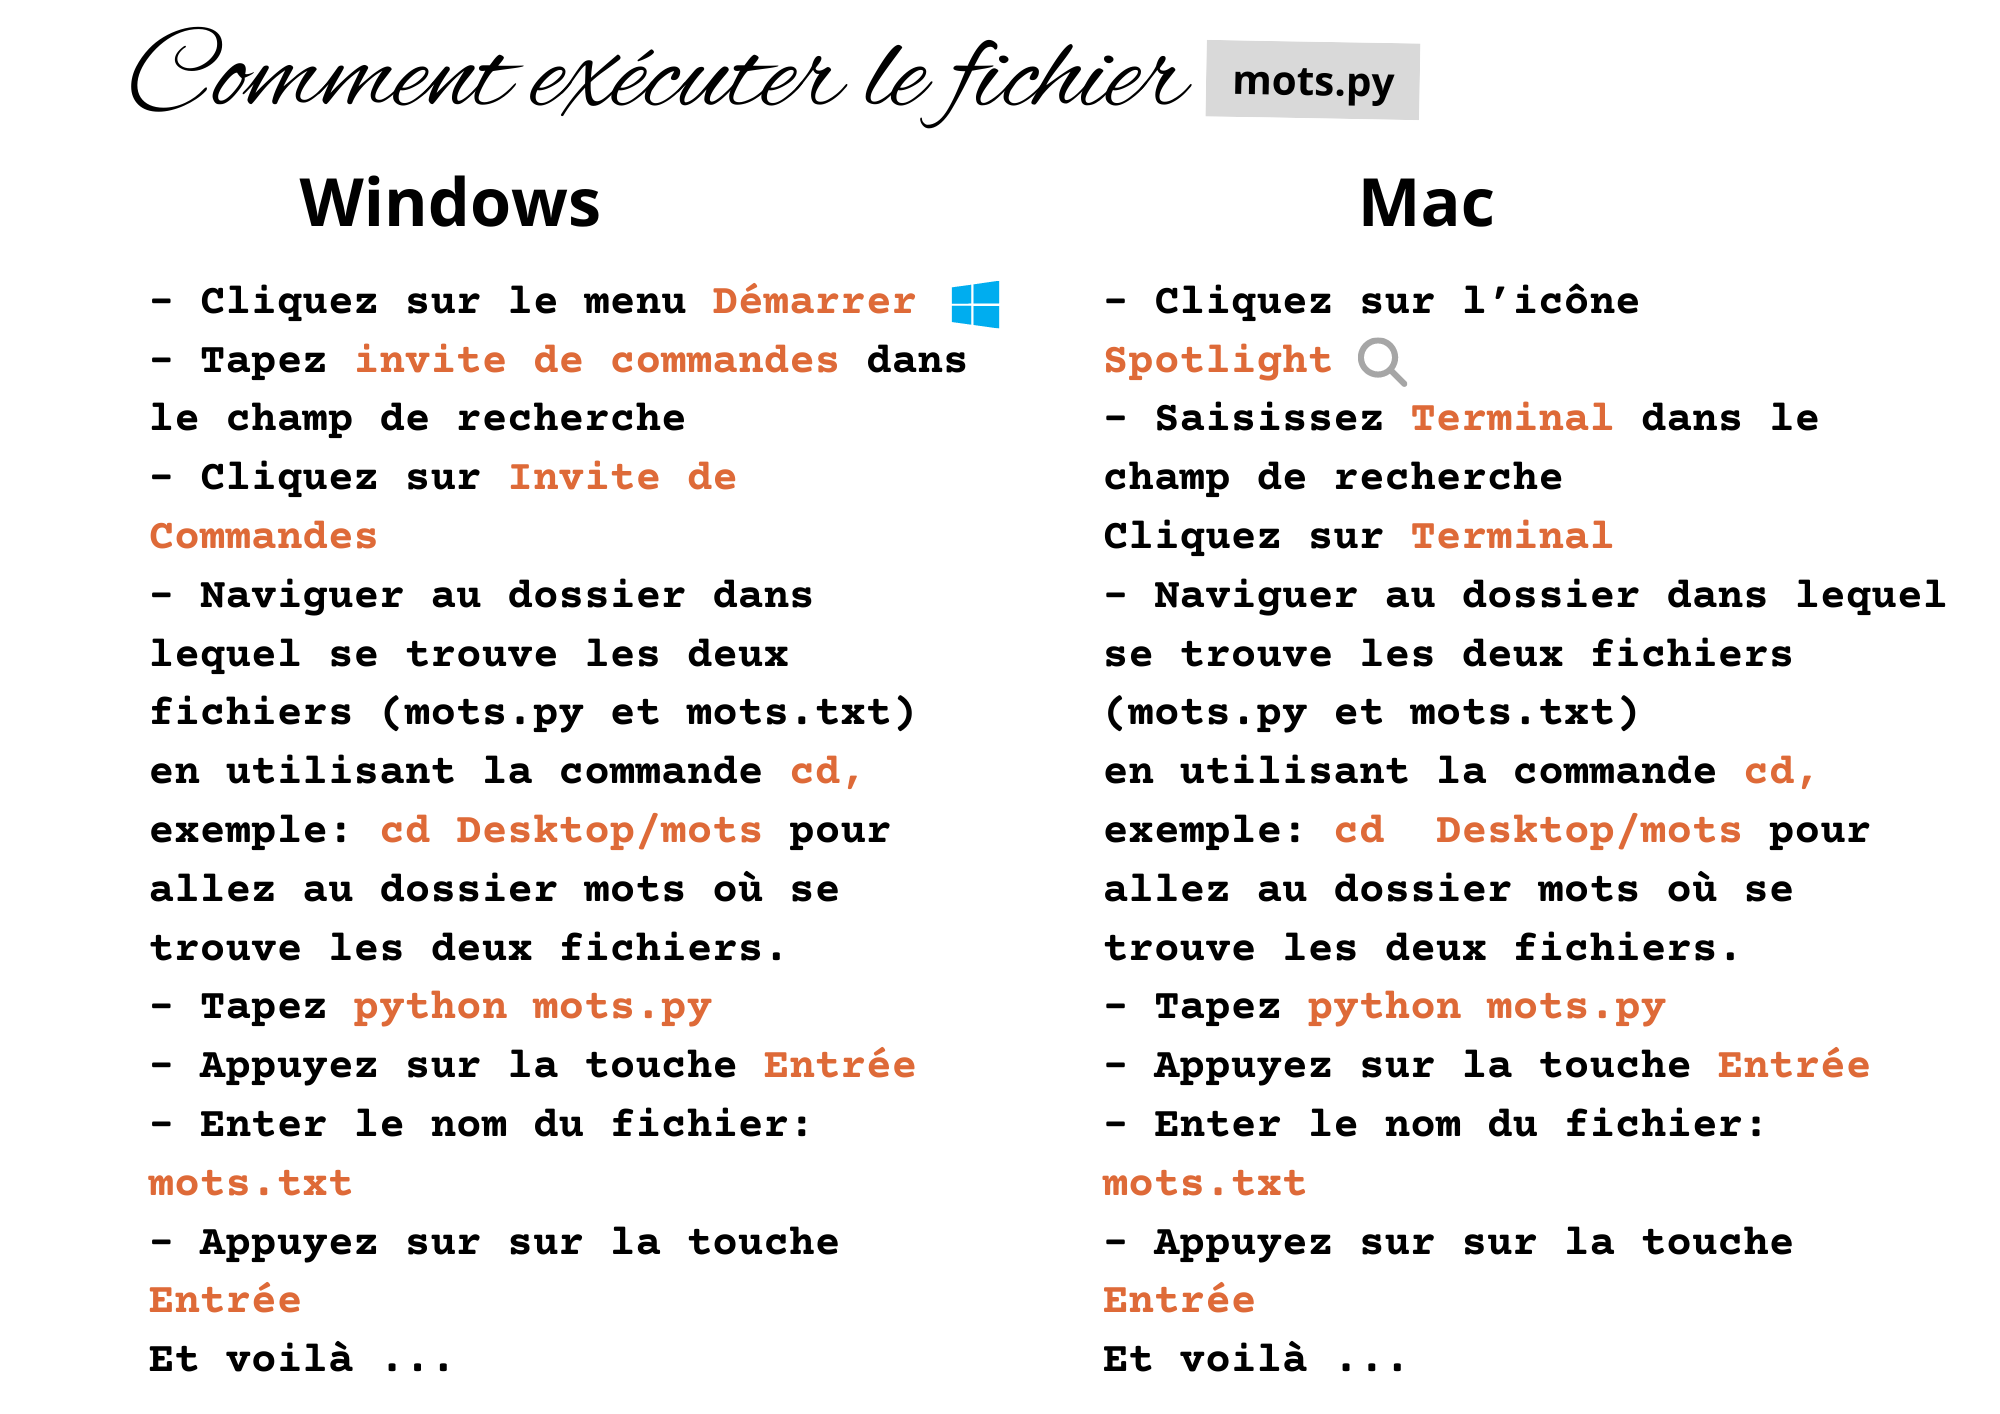 Comment exécuter le fichier mots.py
Windows
- Cliquez sur le menu Démarrer
- Tapez invite de commandes dans
le champ de recherche
- Cliquez sur Invite de
Commandes
- Naviguer au dossier dans
lequel se trouve les deux
fichiers (mots.py et mots.txt)
en utilisant la commande cd,
exemple: cd Desktop/mots pour
allez au dossier mots où se
trouve les deux fichiers.
- Tapez python mots.py
- Appuyez sur la touche Entrée
- Enter le nom du fichier:
mots.txt
- Appuyez sur sur la touche
Entrée
Et voilà ...
Mac
- Cliquez sur l’icône
Spotlight
- Saisissez Terminal dans le
champ de recherche
Cliquez sur Terminal
- Naviguer au dossier dans lequel
se trouve les deux fichiers
(mots.py et mots.txt)
en utilisant la commande cd,
exemple: cd  Desktop/mots pour
allez au dossier mots où se
trouve les deux fichiers.
- Tapez python mots.py
- Appuyez sur la touche Entrée
- Enter le nom du fichier:
mots.txt
- Appuyez sur sur la touche
Entrée
Et voilà ...